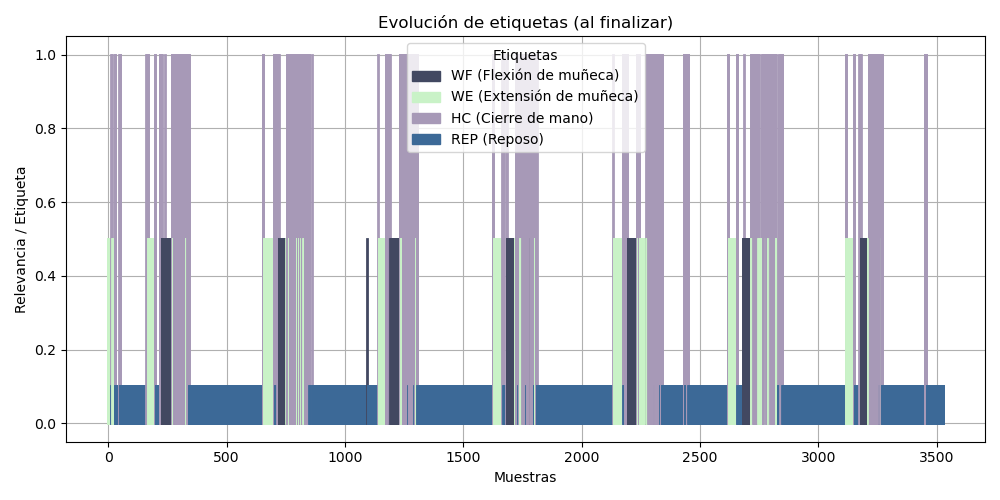 Evolución de etiquetas (al finalizar)
Relevancia / Etiqueta
1.0
0.8
0.6
0.4
0.2
0.0
Etiquetas
WF (Flexión de muñeca)
WE (Extensión de muñeca)
HC (Cierre de mano)
REP (Reposo)
0 500 1000 1500 2000 2500 3000 3500
Muestras